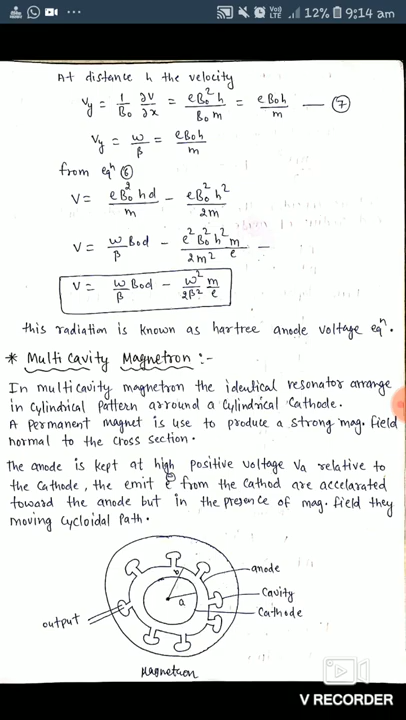 12% 9:14 am
At distance h the velocity
Vy = 1/B₀ ∂V/∂x = eB₀²h/B₀m = eB₀h/m — ⑦
Vy = ω/β = eB₀h/m
from eqⁿ ⑥
V = eB₀²hd/m - eB₀²h²/2m
V = ω/β B₀d - e²B₀²h²/2m² m/e —
V = ω/β B₀d - ω²/2β² m/e
this radiation is known as hartree anode voltage eqⁿ.
* Multi Cavity Magnetron :-
In multicavity magnetron the identical resonator arrange
in cylindrical pattern arround a cylindrical cathode.
A permanent magnet is use to produce a strong mag. field
normal to the cross section.
The anode is kept at high positive voltage Va relative to
the cathode, the emit e⊖ from the cathod are accelarated
toward the anode but in the presence of mag. field they
moving cycloidal path.
anode
b
cavity
a
cathode
output
Magnetron
V RECORDER